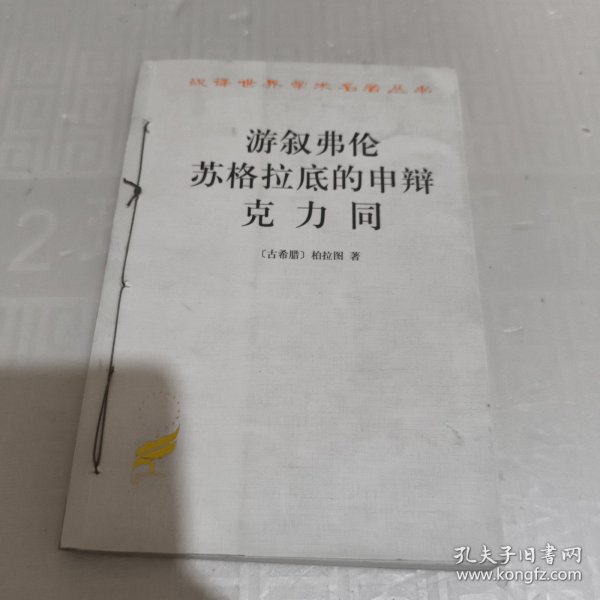 汉译世界学术名著丛书
游叙弗伦
苏格拉底的申辩
克力同
〔古希腊〕柏拉图 著
孔夫子旧书网
www.kongfz.com